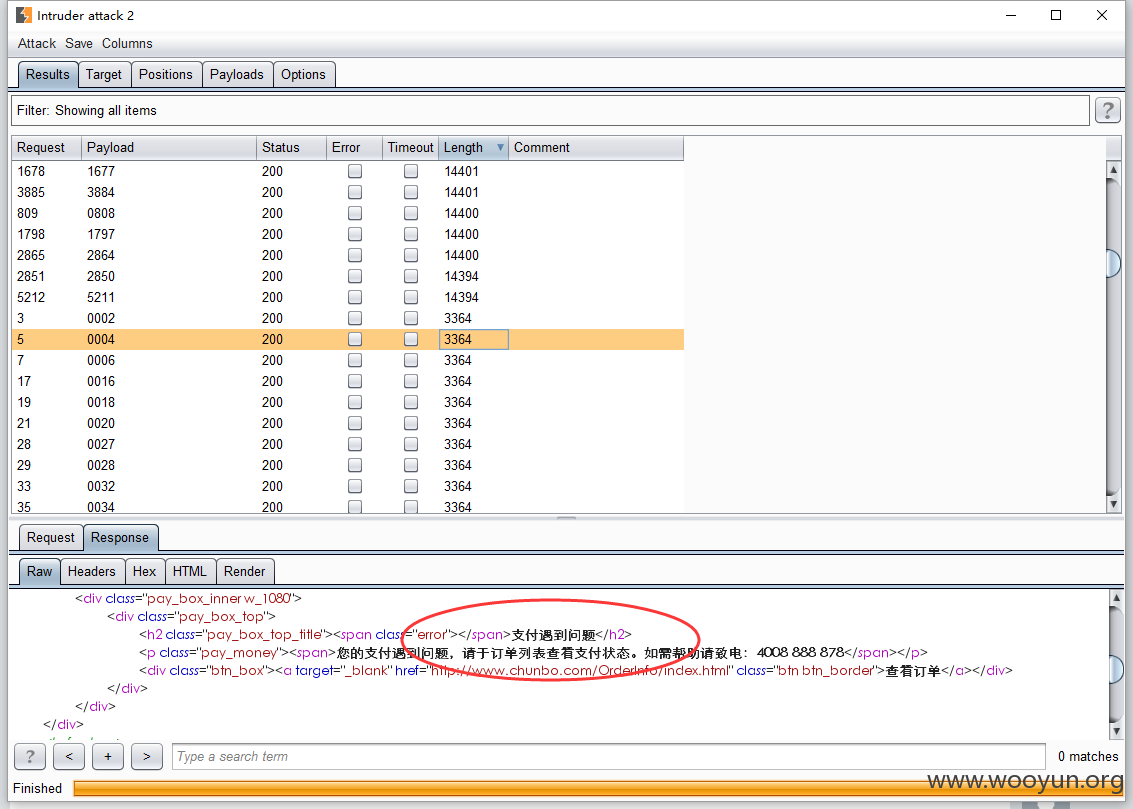 Intruder attack 2
Attack Save Columns
Results Target Positions Payloads Options
Filter: Showing all items ?
Request Payload Status Error Timeout Length Comment
1678 1677 200 14401
3885 3884 200 14401
809 0808 200 14400
1798 1797 200 14400
2865 2864 200 14400
2851 2850 200 14394
5212 5211 200 14394
3 0002 200 3364
5 0004 200 3364
7 0006 200 3364
17 0016 200 3364
19 0018 200 3364
21 0020 200 3364
28 0027 200 3364
29 0028 200 3364
33 0032 200 3364
35 0034 200 3364
Request Response
Raw Headers Hex HTML Render
<div class="pay_box_inner w_1080">
<div class="pay_box_top">
<h2 class="pay_box_top_title"><span class="error"></span>支付遇到问题</h2>
<p class="pay_money"><span>您的支付遇到问题，请于订单列表查看支付状态。如需帮助请致电：4008 888 878</span></p>
<div class="btn_box"><a target="_blank" href="http://www.chunbo.com/OrderInfo/index.html" class="btn btn_border">查看订单</a></div>
</div>
</div>
</div>
? < + > Type a search term 0 matches
Finished
www.wooyun.org